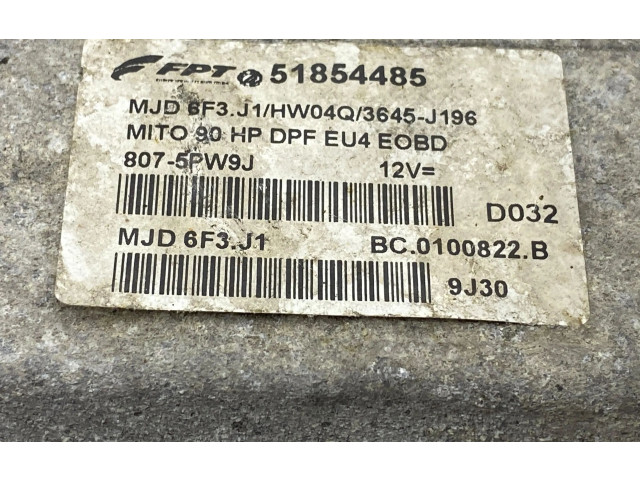 FPT 51854485
MJD 6F3.J1/HW04Q/3645-J196
MITO 90 HP DPF EU4 EOBD
807-5PW9J 12V=
D032
MJD 6F3.J1 BC.0100822.B
9J30